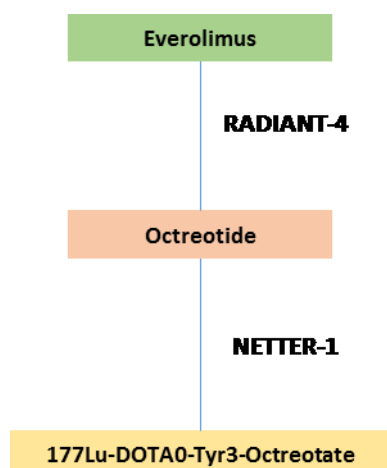 Everolimus
RADIANT-4
Octreotide
NETTER-1
177Lu-DOTA0-Tyr3-Octreotate